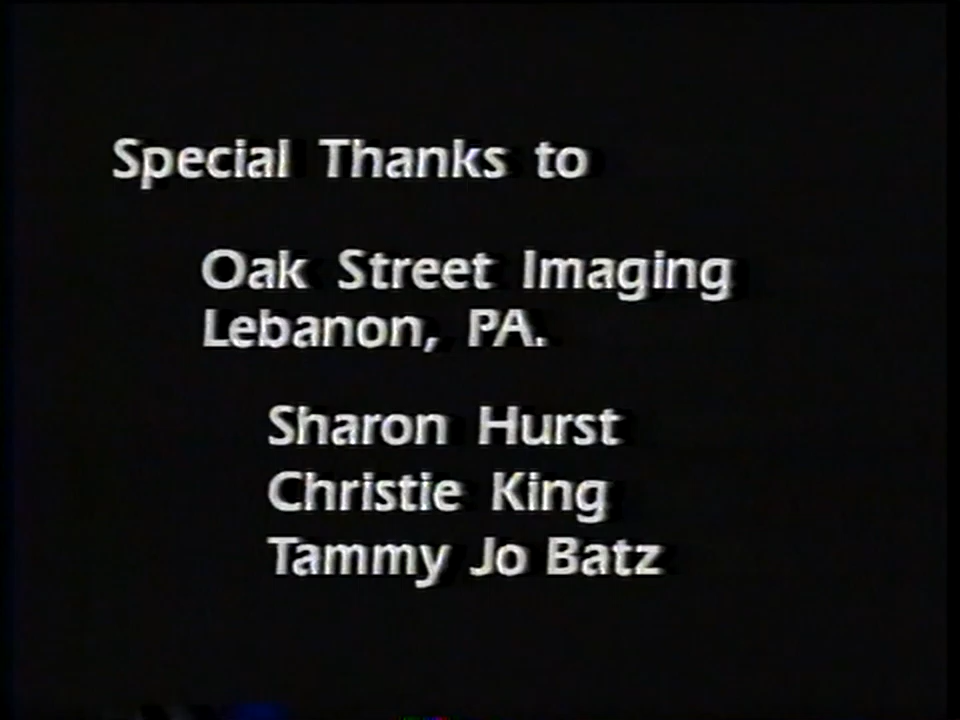 Special Thanks to
Oak Street Imaging
Lebanon, PA.
Sharon Hurst
Christie King
Tammy Jo Batz